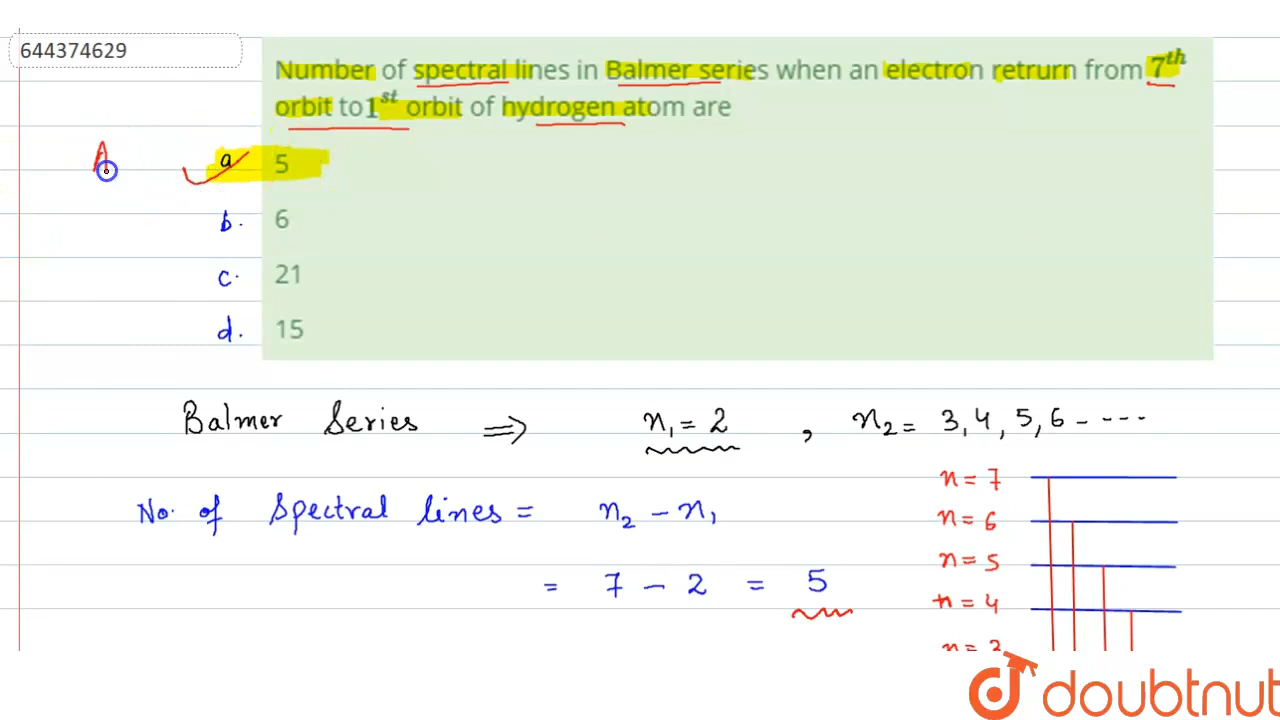 644374629
Number of spectral lines in Balmer series when an electron retrurn from 7th
orbit to1st orbit of hydrogen atom are
A
a 5
b. 6
c. 21
d. 15
Balmer Series ⇒ n₁ = 2 , n₂ = 3, 4, 5, 6 - ----
n = 7
No. of Spectral lines = n₂ - n₁
n = 6
n = 5
= 7 - 2 = 5
n = 4
doubtnut